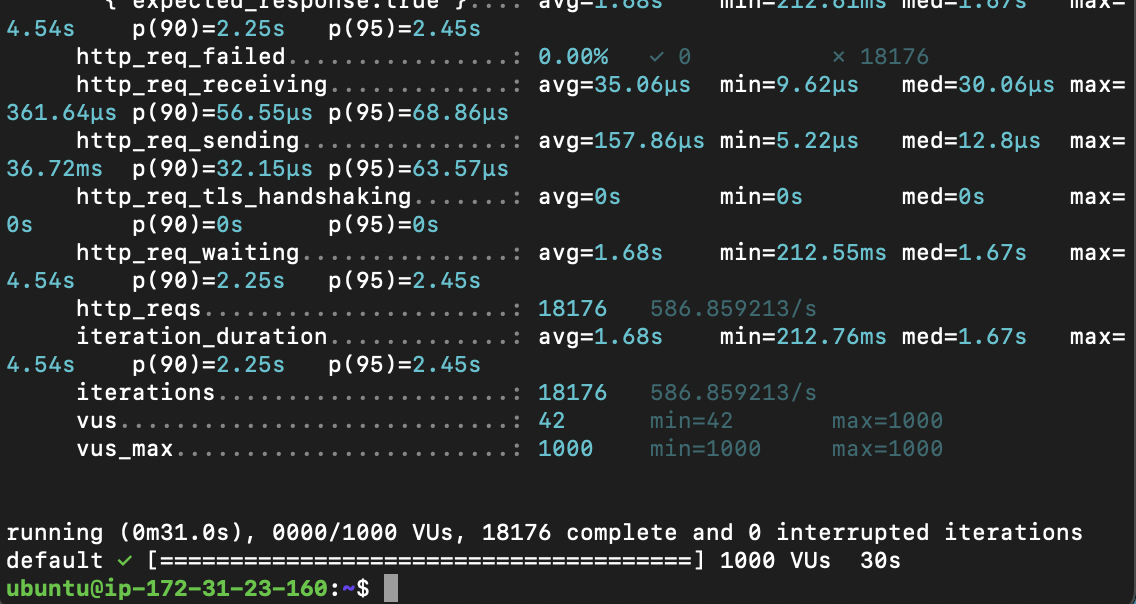 { expected_response:true }....: avg=1.68s    min=212.61ms med=1.67s   max=
4.54s    p(90)=2.25s   p(95)=2.45s
     http_req_failed................: 0.00%   ✓ 0          ✗ 18176
     http_req_receiving.............: avg=35.06µs  min=9.62µs   med=30.06µs max=
361.64µs p(90)=56.55µs p(95)=68.86µs
     http_req_sending...............: avg=157.86µs min=5.22µs   med=12.8µs  max=
36.72ms  p(90)=32.15µs p(95)=63.57µs
     http_req_tls_handshaking.......: avg=0s       min=0s       med=0s      max=
0s       p(90)=0s      p(95)=0s
     http_req_waiting...............: avg=1.68s    min=212.55ms med=1.67s   max=
4.54s    p(90)=2.25s   p(95)=2.45s
     http_reqs......................: 18176   586.859213/s
     iteration_duration.............: avg=1.68s    min=212.76ms med=1.67s   max=
4.54s    p(90)=2.25s   p(95)=2.45s
     iterations.....................: 18176   586.859213/s
     vus............................: 42      min=42       max=1000
     vus_max........................: 1000    min=1000     max=1000
running (0m31.0s), 0000/1000 VUs, 18176 complete and 0 interrupted iterations
default ✓ [======================================] 1000 VUs  30s
ubuntu@ip-172-31-23-160:~$